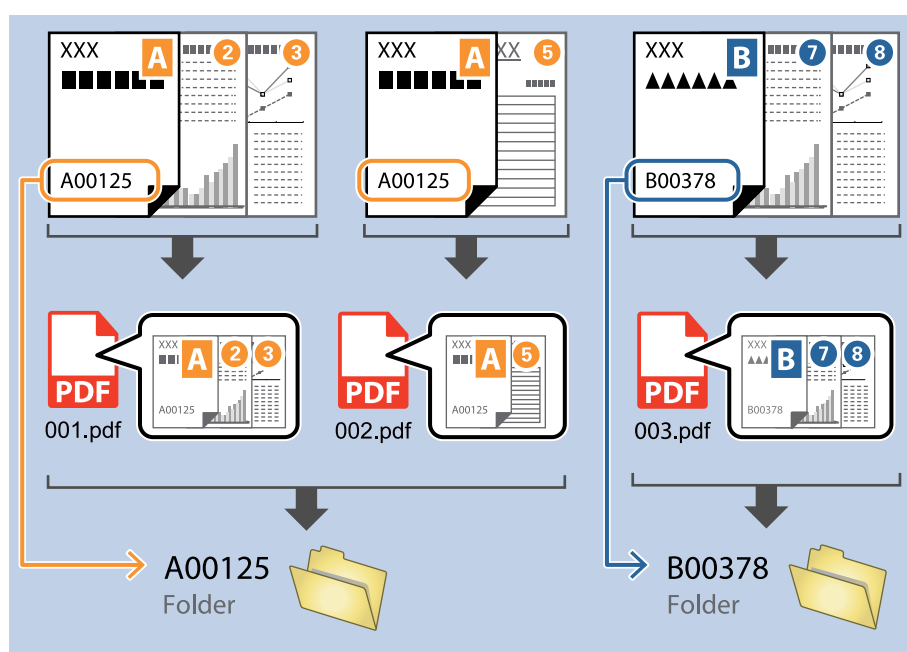 XXX A 2 3
A00125
XXX A XX 5
A00125
XXX B 7 8
B00378
PDF
001.pdf
XXX A 2 3
A00125
PDF
002.pdf
XXX A 5
A00125
PDF
003.pdf
XXX B 7 8
B00378
A00125
Folder
B00378
Folder